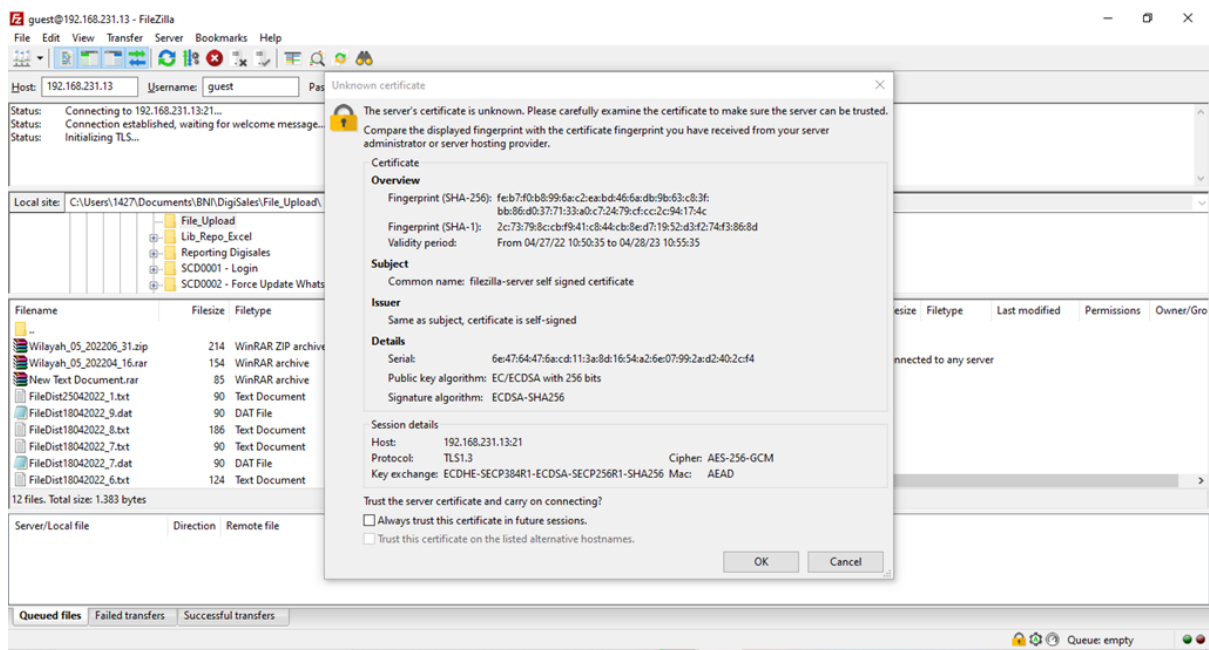 guest@192.168.231.13 - FileZilla
File Edit View Transfer Server Bookmarks Help
Host: 192.168.231.13 Username: guest Pas
Status: Connecting to 192.168.231.13:21...
Status: Connection established, waiting for welcome message...
Status: Initializing TLS...
Local site: C:\Users\1427\Documents\BNI\DigiSales\File_Upload\
File_Upload
Lib_Repo_Excel
Reporting Digisales
SCD0001 - Login
SCD0002 - Force Update Whats
Filename Filesize Filetype
..
Wilayah_05_202206_31.zip 214 WinRAR ZIP archive
Wilayah_05_202204_16.rar 154 WinRAR archive
New Text Document.rar 85 WinRAR archive
FileDist25042022_1.txt 90 Text Document
FileDist18042022_9.dat 90 DAT File
FileDist18042022_8.txt 186 Text Document
FileDist18042022_7.txt 90 Text Document
FileDist18042022_7.dat 90 DAT File
FileDist18042022_6.txt 124 Text Document
12 files. Total size: 1.383 bytes
Server/Local file Direction Remote file
Queued files Failed transfers Successful transfers
Unknown certificate
The server's certificate is unknown. Please carefully examine the certificate to make sure the server can be trusted.
Compare the displayed fingerprint with the certificate fingerprint you have received from your server
administrator or server hosting provider.
Certificate
Overview
Fingerprint (SHA-256): fe:b7:f0:b8:99:6a:c2:ea:bd:46:6a:db:9b:63:c8:3f:
bb:86:d0:37:71:33:a0:c7:24:79:cf:cc:2c:94:17:4c
Fingerprint (SHA-1): 2c:73:79:8c:cb:f9:41:c8:44:cb:8e:d7:19:52:d3:f2:74:f3:86:8d
Validity period: From 04/27/22 10:50:35 to 04/28/23 10:55:35
Subject
Common name: filezilla-server self signed certificate
Issuer
Same as subject, certificate is self-signed
Details
Serial: 6e:47:64:47:6a:cd:11:3a:8d:16:54:a2:6e:07:99:2a:d2:40:2c:f4
Public key algorithm: EC/ECDSA with 256 bits
Signature algorithm: ECDSA-SHA256
Session details
Host: 192.168.231.13:21
Protocol: TLS1.3 Cipher: AES-256-GCM
Key exchange: ECDHE-SECP384R1-ECDSA-SECP256R1-SHA256 Mac: AEAD
Trust the server certificate and carry on connecting?
Always trust this certificate in future sessions.
Trust this certificate on the listed alternative hostnames.
OK Cancel
esize Filetype Last modified Permissions Owner/Gro
nnected to any server
Queue: empty